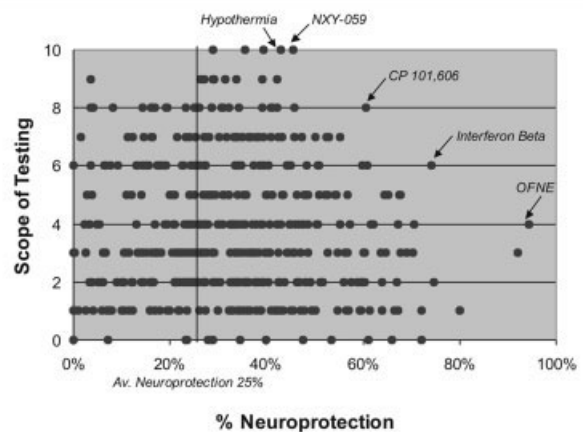 Hypothermia NXY-059
10
CP 101,606
8
Interferon Beta
6
OFNE
4
2
0
Scope of Testing
0% 20% 40% 60% 80% 100%
Av. Neuroprotection 25%
% Neuroprotection